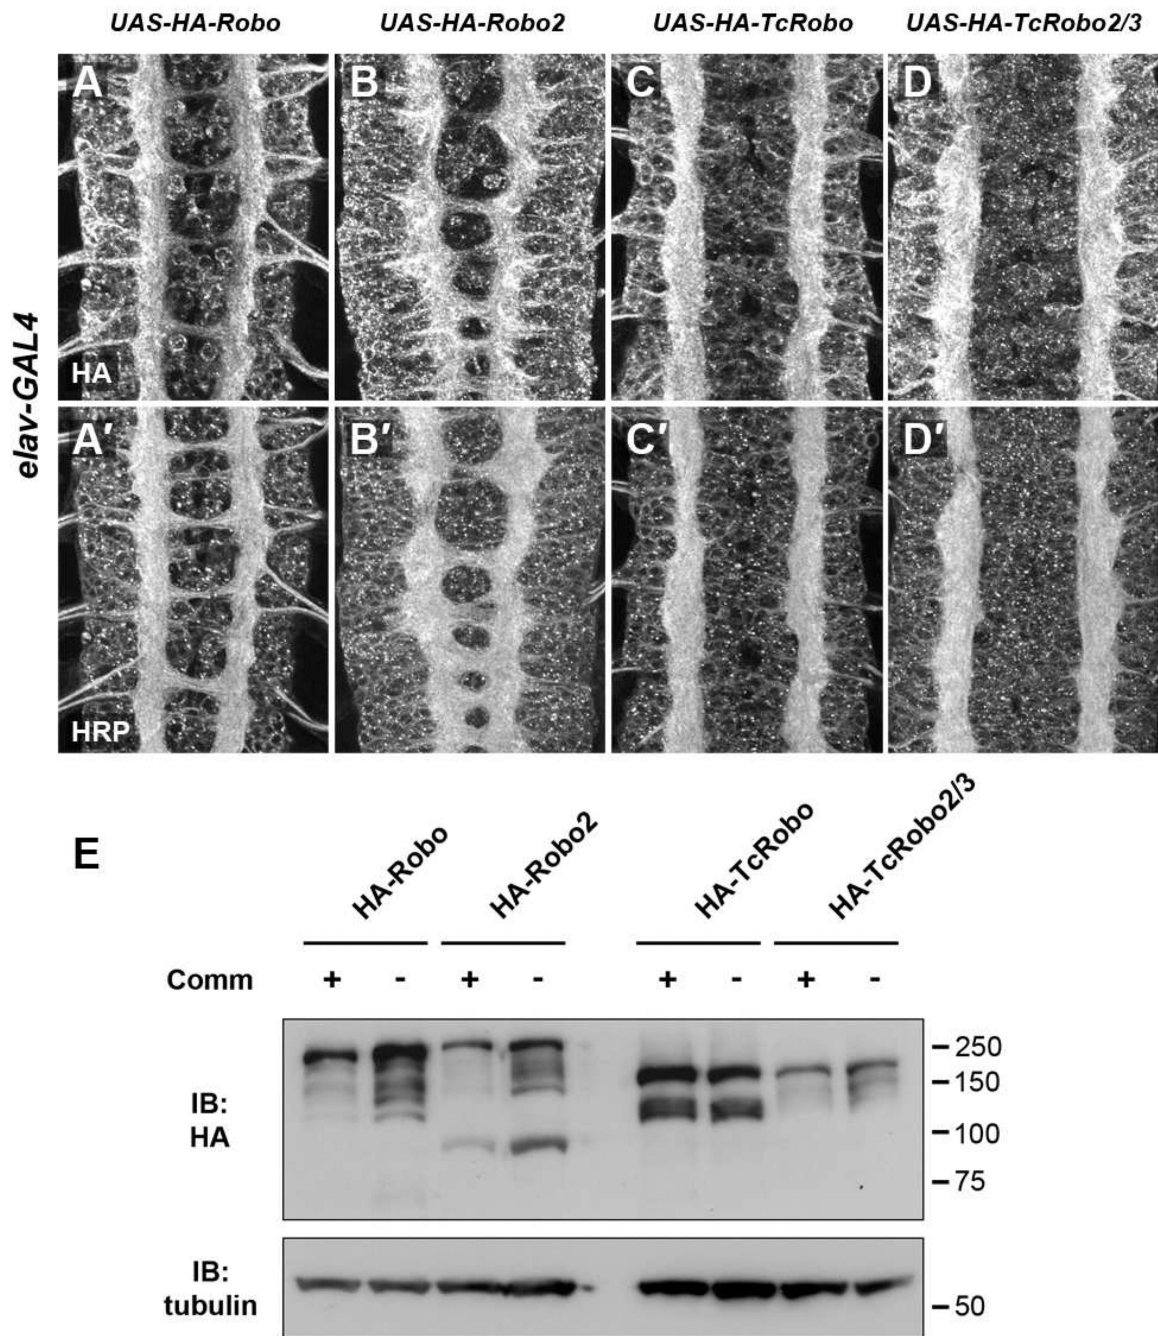 UAS-HA-Robo UAS-HA-Robo2 UAS-HA-TcRobo UAS-HA-TcRobo2/3
elav-GAL4
A B C D
HA
A′ B′ C′ D′
HRP
E
HA-Robo HA-Robo2 HA-TcRobo HA-TcRobo2/3
Comm + - + - + - + -
IB:
HA
250
150
100
75
IB:
tubulin
50